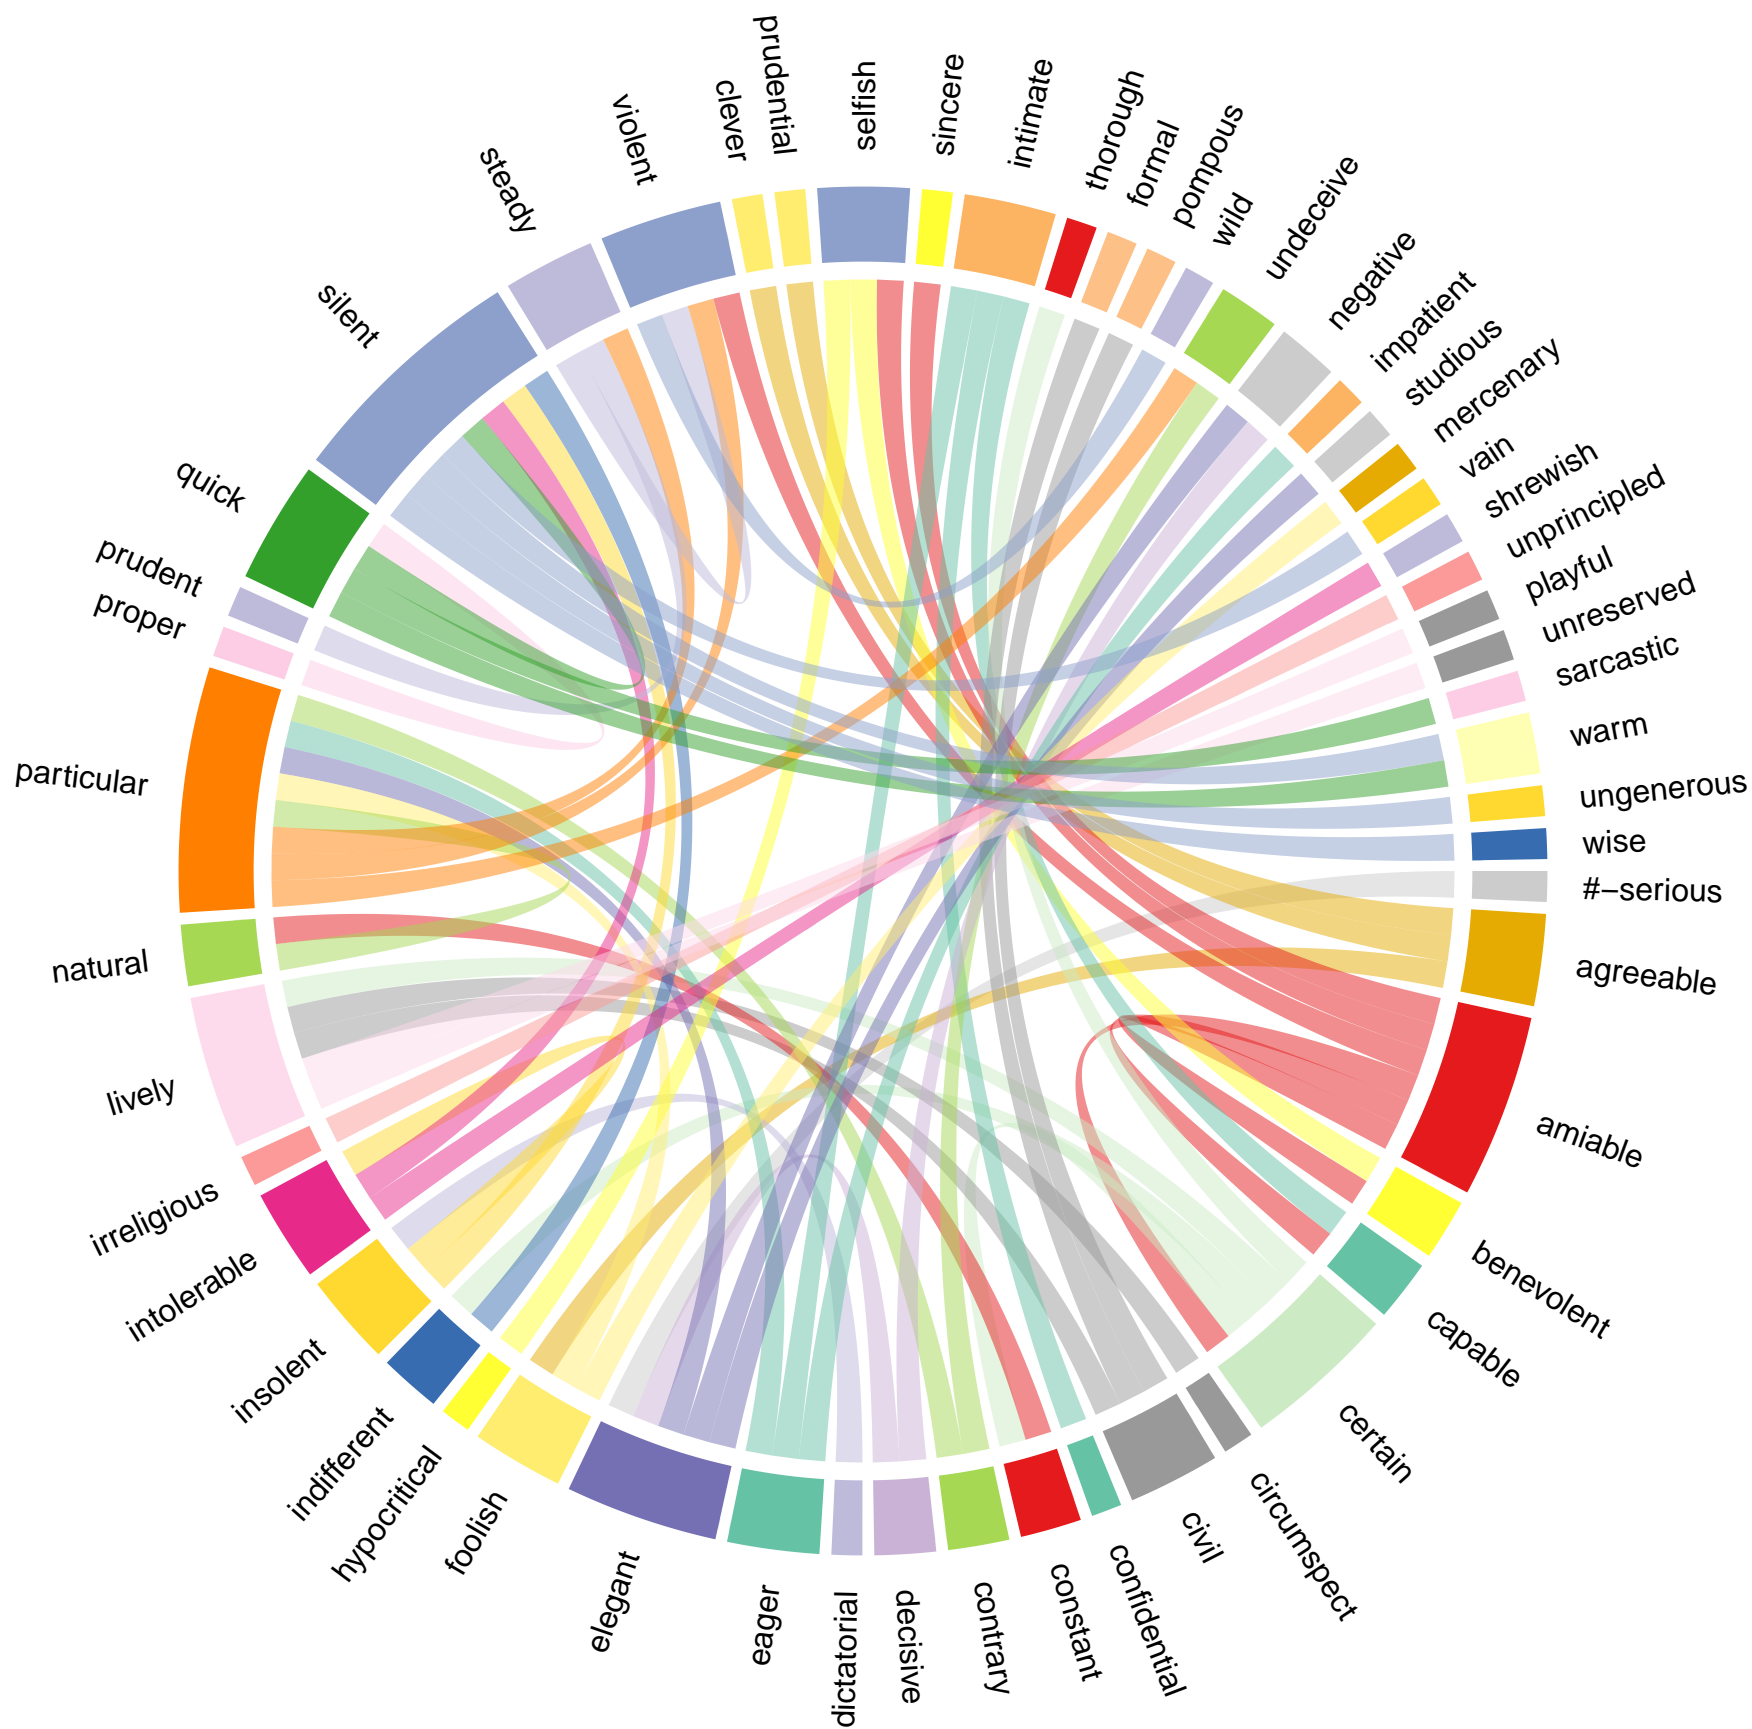 prudential
clever
selfish
sincere
intimate
thorough
formal
pompous
wild
undeceive
negative
impatient
studious
mercenary
vain
shrewish
unprincipled
playful
unreserved
sarcastic
warm
ungenerous
wise
#–serious
agreeable
amiable
benevolent
capable
certain
circumspect
civil
confidential
constant
contrary
decisive
dictatorial
eager
elegant
foolish
hypocritical
indifferent
insolent
intolerable
irreligious
lively
natural
particular
proper
prudent
quick
silent
steady
violent